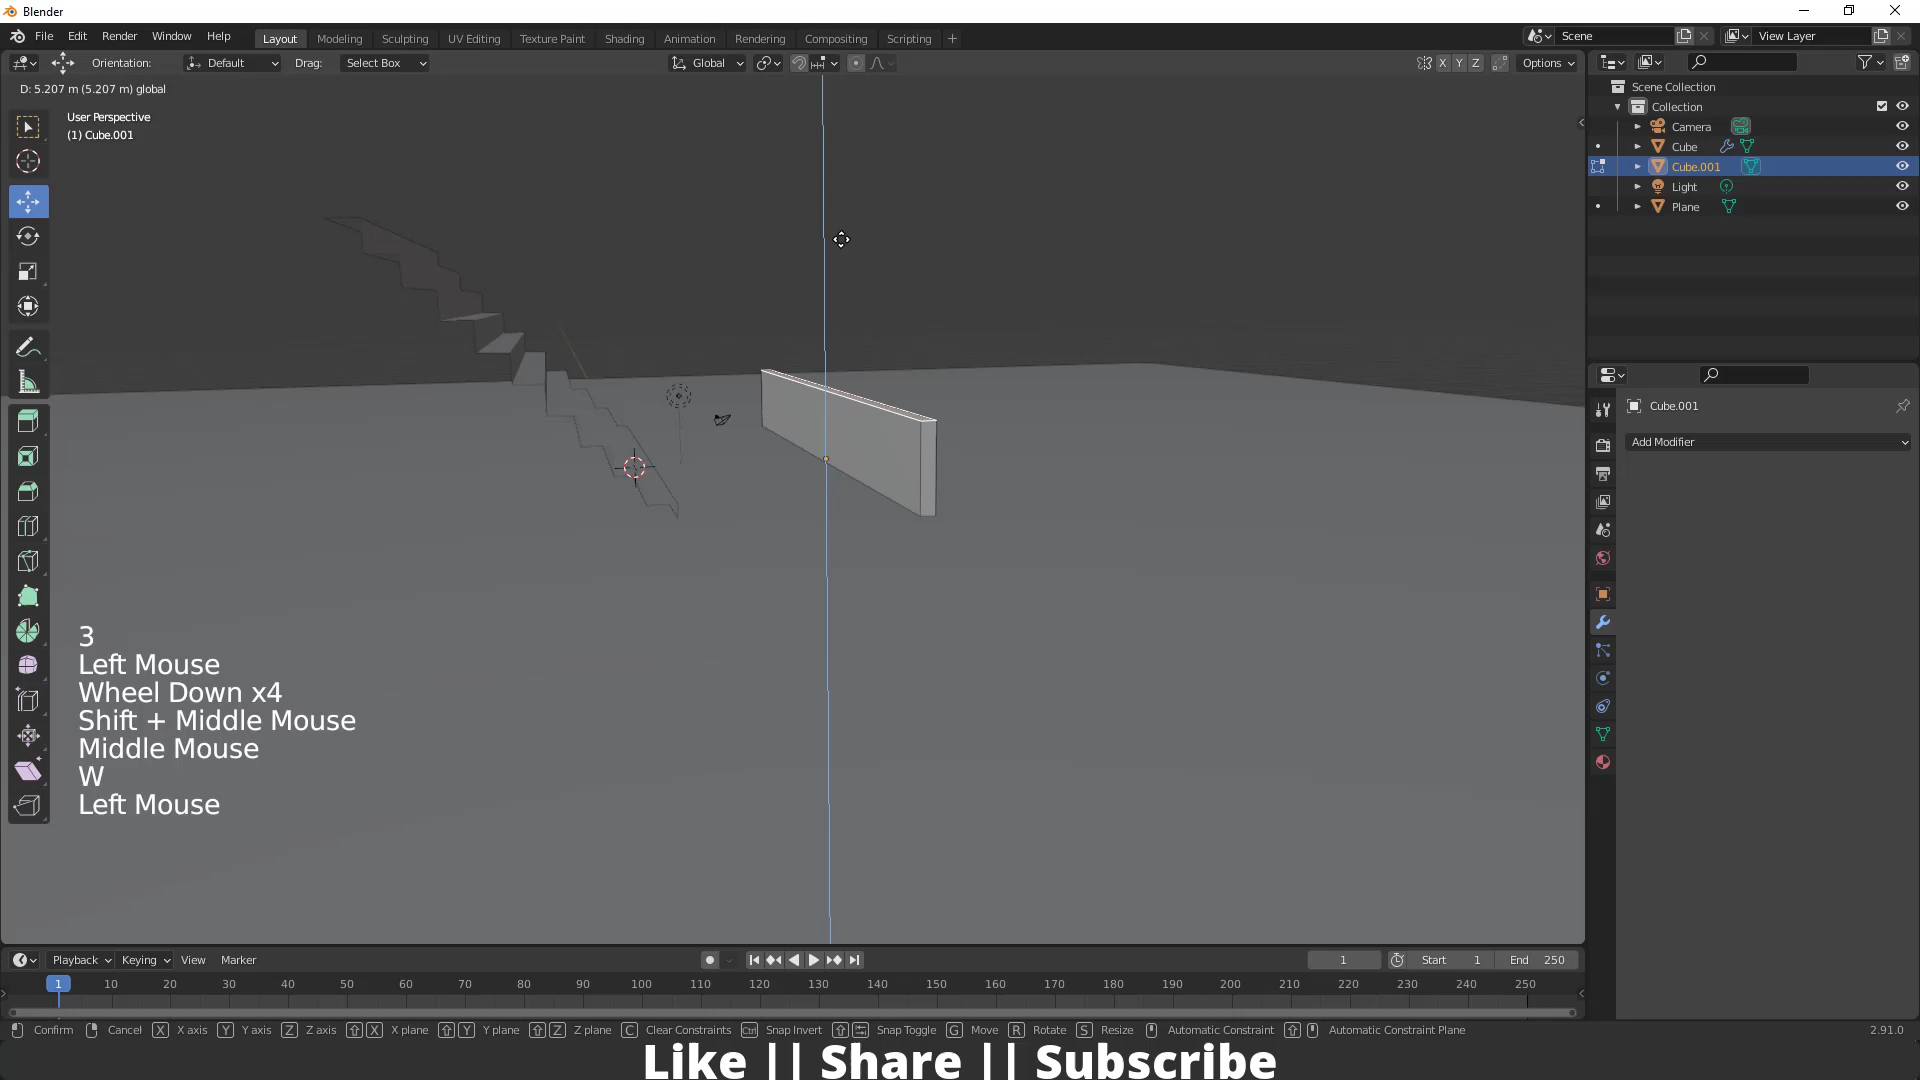 Blender
File Edit Render Window Help
Layout Modeling Sculpting UV Editing Texture Paint Shading Animation Rendering Compositing Scripting +
Scene
View Layer
Orientation: Default Drag: Select Box
Global
X Y Z Options
D: 5.207 m (5.207 m) global
User Perspective
(1) Cube.001
Scene Collection
Collection
Camera
Cube
Cube.001
Light
Plane
Cube.001
Add Modifier
3
Left Mouse
Wheel Down x4
Shift + Middle Mouse
Middle Mouse
W
Left Mouse
Playback Keying View Marker
1 Start 1 End 250
1 10 20 30 40 50 60 70 80 90 100 110 120 130 140 150 160 170 180 190 200 210 220 230 240 250
Confirm Cancel X X axis Y Y axis Z Z axis X X plane Y Y plane Z Z plane C Clear Constraints Ctrl Snap Invert Snap Toggle G Move R Rotate S Resize Automatic Constraint Automatic Constraint Plane 2.91.0
Like || Share || Subscribe